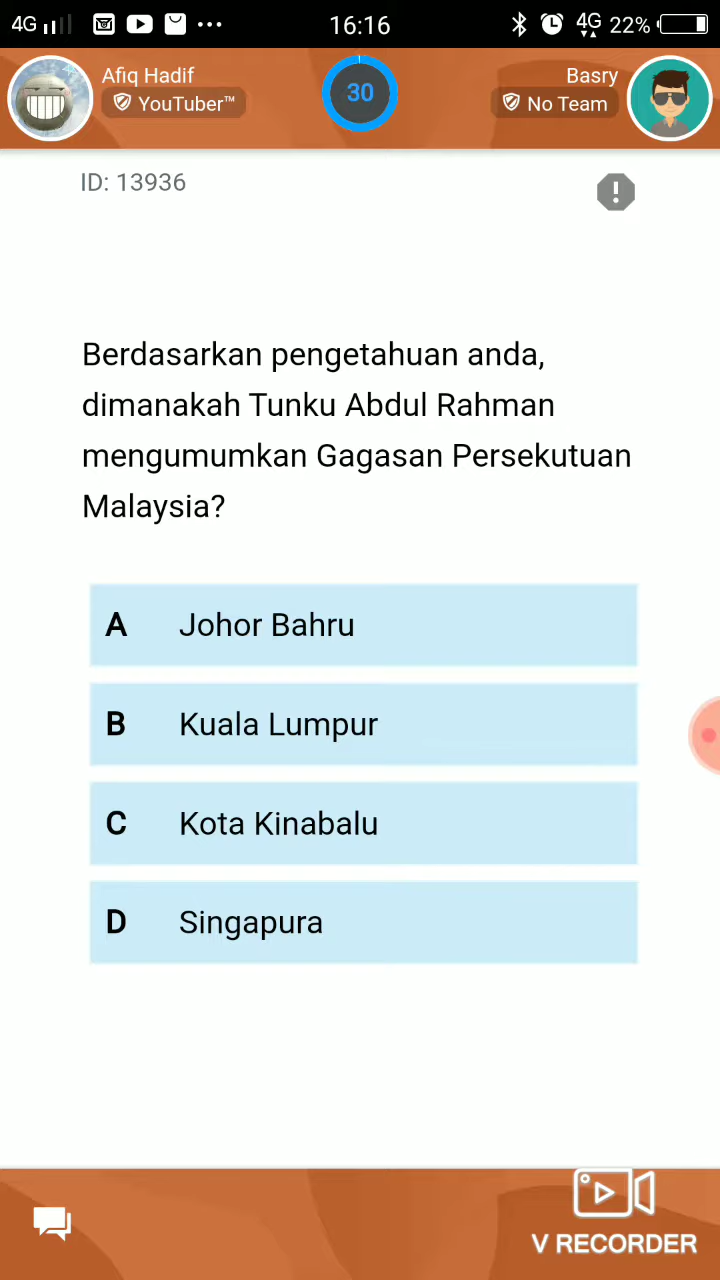 4G 16:16 4G 22%
Afiq Hadif
YouTuber™
30
Basry
No Team
ID: 13936
Berdasarkan pengetahuan anda,
dimanakah Tunku Abdul Rahman
mengumumkan Gagasan Persekutuan
Malaysia?
A Johor Bahru
B Kuala Lumpur
C Kota Kinabalu
D Singapura
V RECORDER